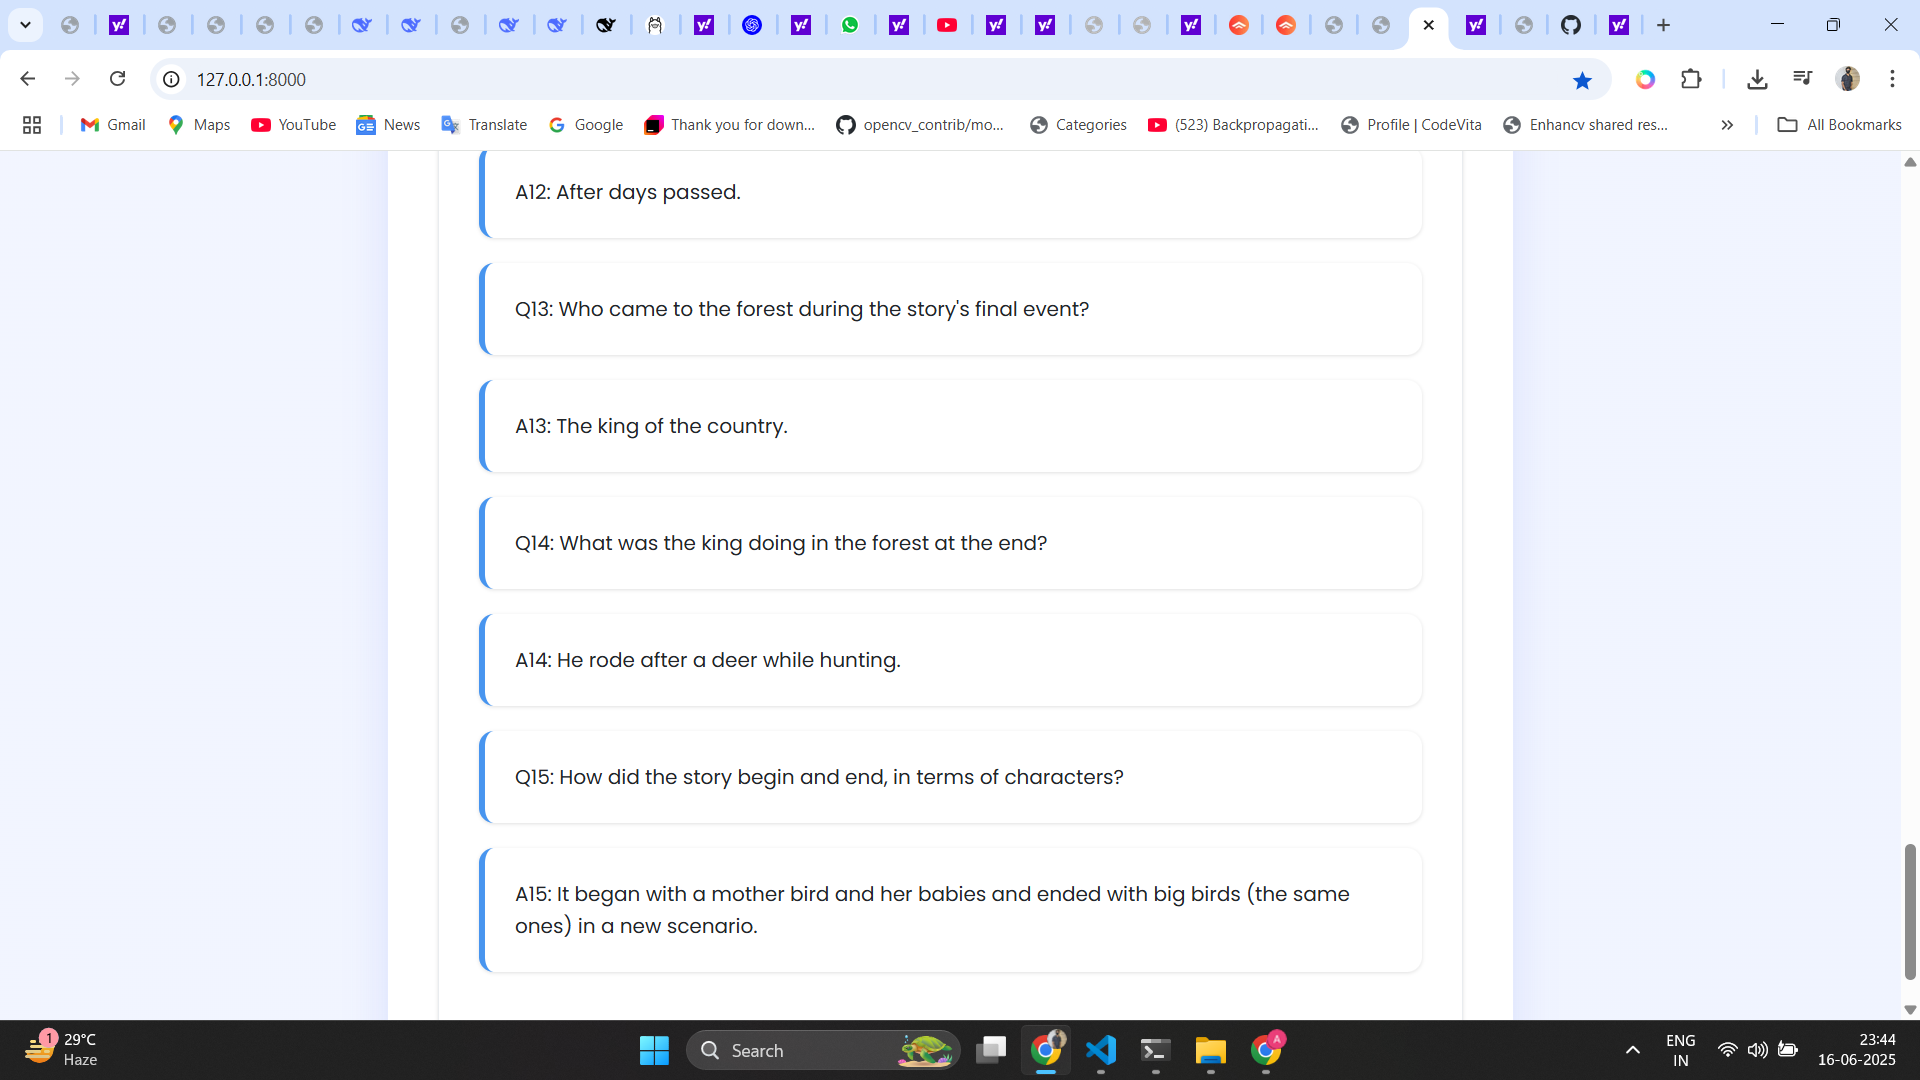 127.0.0.1:8000
Gmail
Maps
YouTube
News
Translate
Google
Thank you for down...
opencv_contrib/mo...
Categories
(523) Backpropagati...
Profile | CodeVita
Enhancv shared res...
All Bookmarks
A12: After days passed.
Q13: Who came to the forest during the story's final event?
A13: The king of the country.
Q14: What was the king doing in the forest at the end?
A14: He rode after a deer while hunting.
Q15: How did the story begin and end, in terms of characters?
A15: It began with a mother bird and her babies and ended with big birds (the same
ones) in a new scenario.
1
29°C
Haze
Search
A
ENG
IN
23:44
16-06-2025